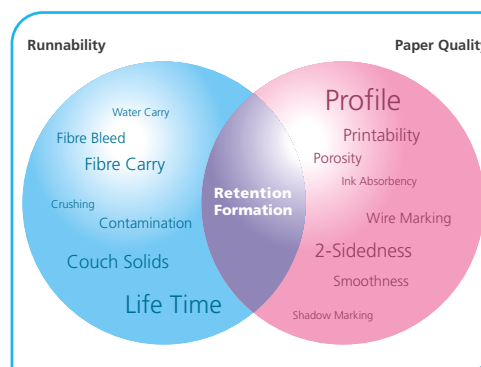 Runnability
Paper Quality
Water Carry
Fibre Bleed
Fibre Carry
Crushing
Contamination
Couch Solids
Life Time
Retention
Formation
Profile
Printability
Porosity
Ink Absorbency
Wire Marking
2-Sidedness
Smoothness
Shadow Marking